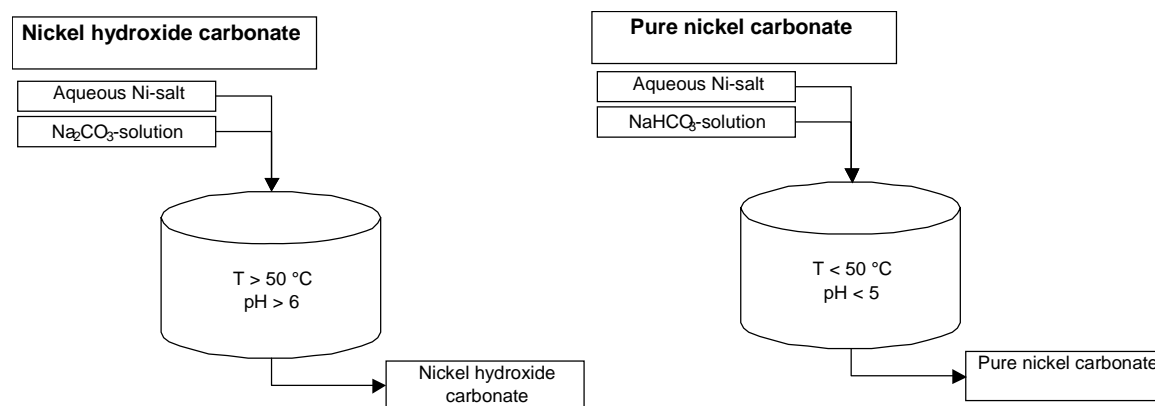 Nickel hydroxide carbonate
Aqueous Ni-salt
Na₂CO₃-solution
T > 50 °C
pH > 6
Nickel hydroxide
carbonate
Pure nickel carbonate
Aqueous Ni-salt
NaHCO₃-solution
T < 50 °C
pH < 5
Pure nickel carbonate